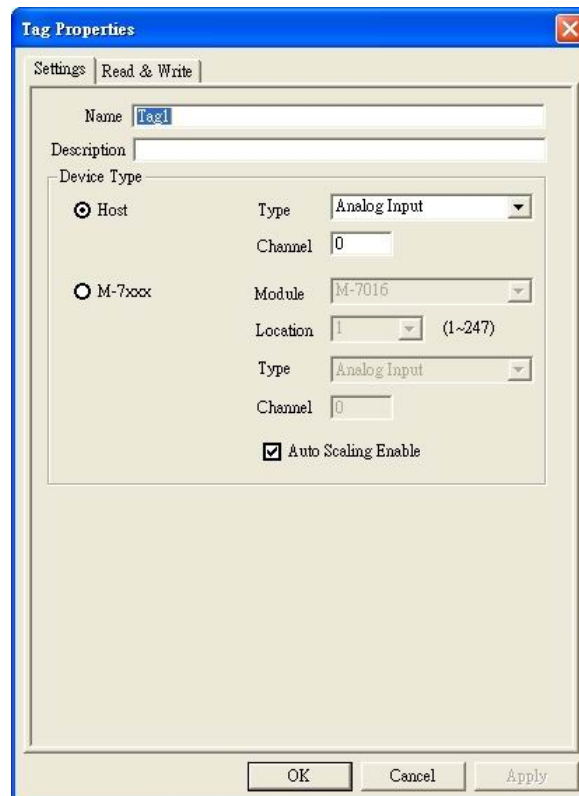 Tag Properties
Settings Read & Write
Name Tag1
Description
Device Type
Host Type Analog Input
Channel 0
M-7xxx Module M-7016
Location 1 (1~247)
Type Analog Input
Channel 0
Auto Scaling Enable
OK Cancel Apply